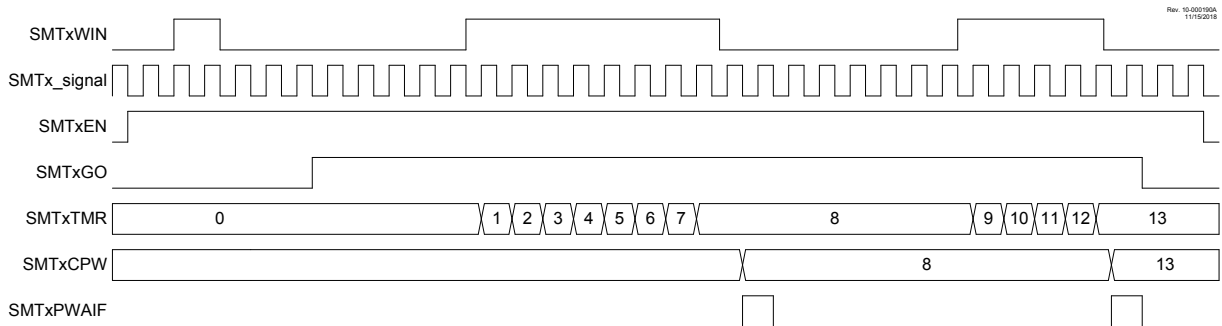 Rev. 10-000190A
11/15/2018
SMTxWIN
SMTx_signal
SMTxEN
SMTxGO
SMTxTMR 0 1 2 3 4 5 6 7 8 9 10 11 12 13
SMTxCPW 8 13
SMTxPWAIF